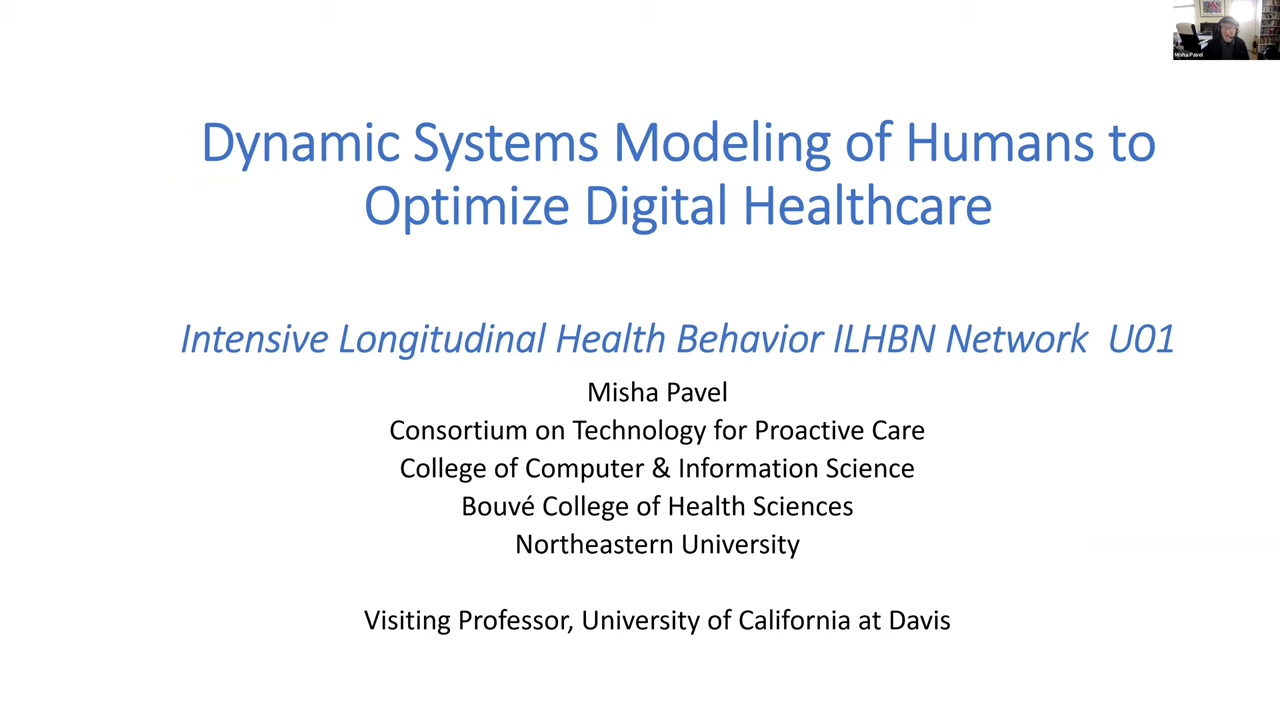 Misha Pavel
Dynamic Systems Modeling of Humans to
Optimize Digital Healthcare
Intensive Longitudinal Health Behavior ILHBN Network U01
Misha Pavel
Consortium on Technology for Proactive Care
College of Computer & Information Science
Bouvé College of Health Sciences
Northeastern University
Visiting Professor, University of California at Davis